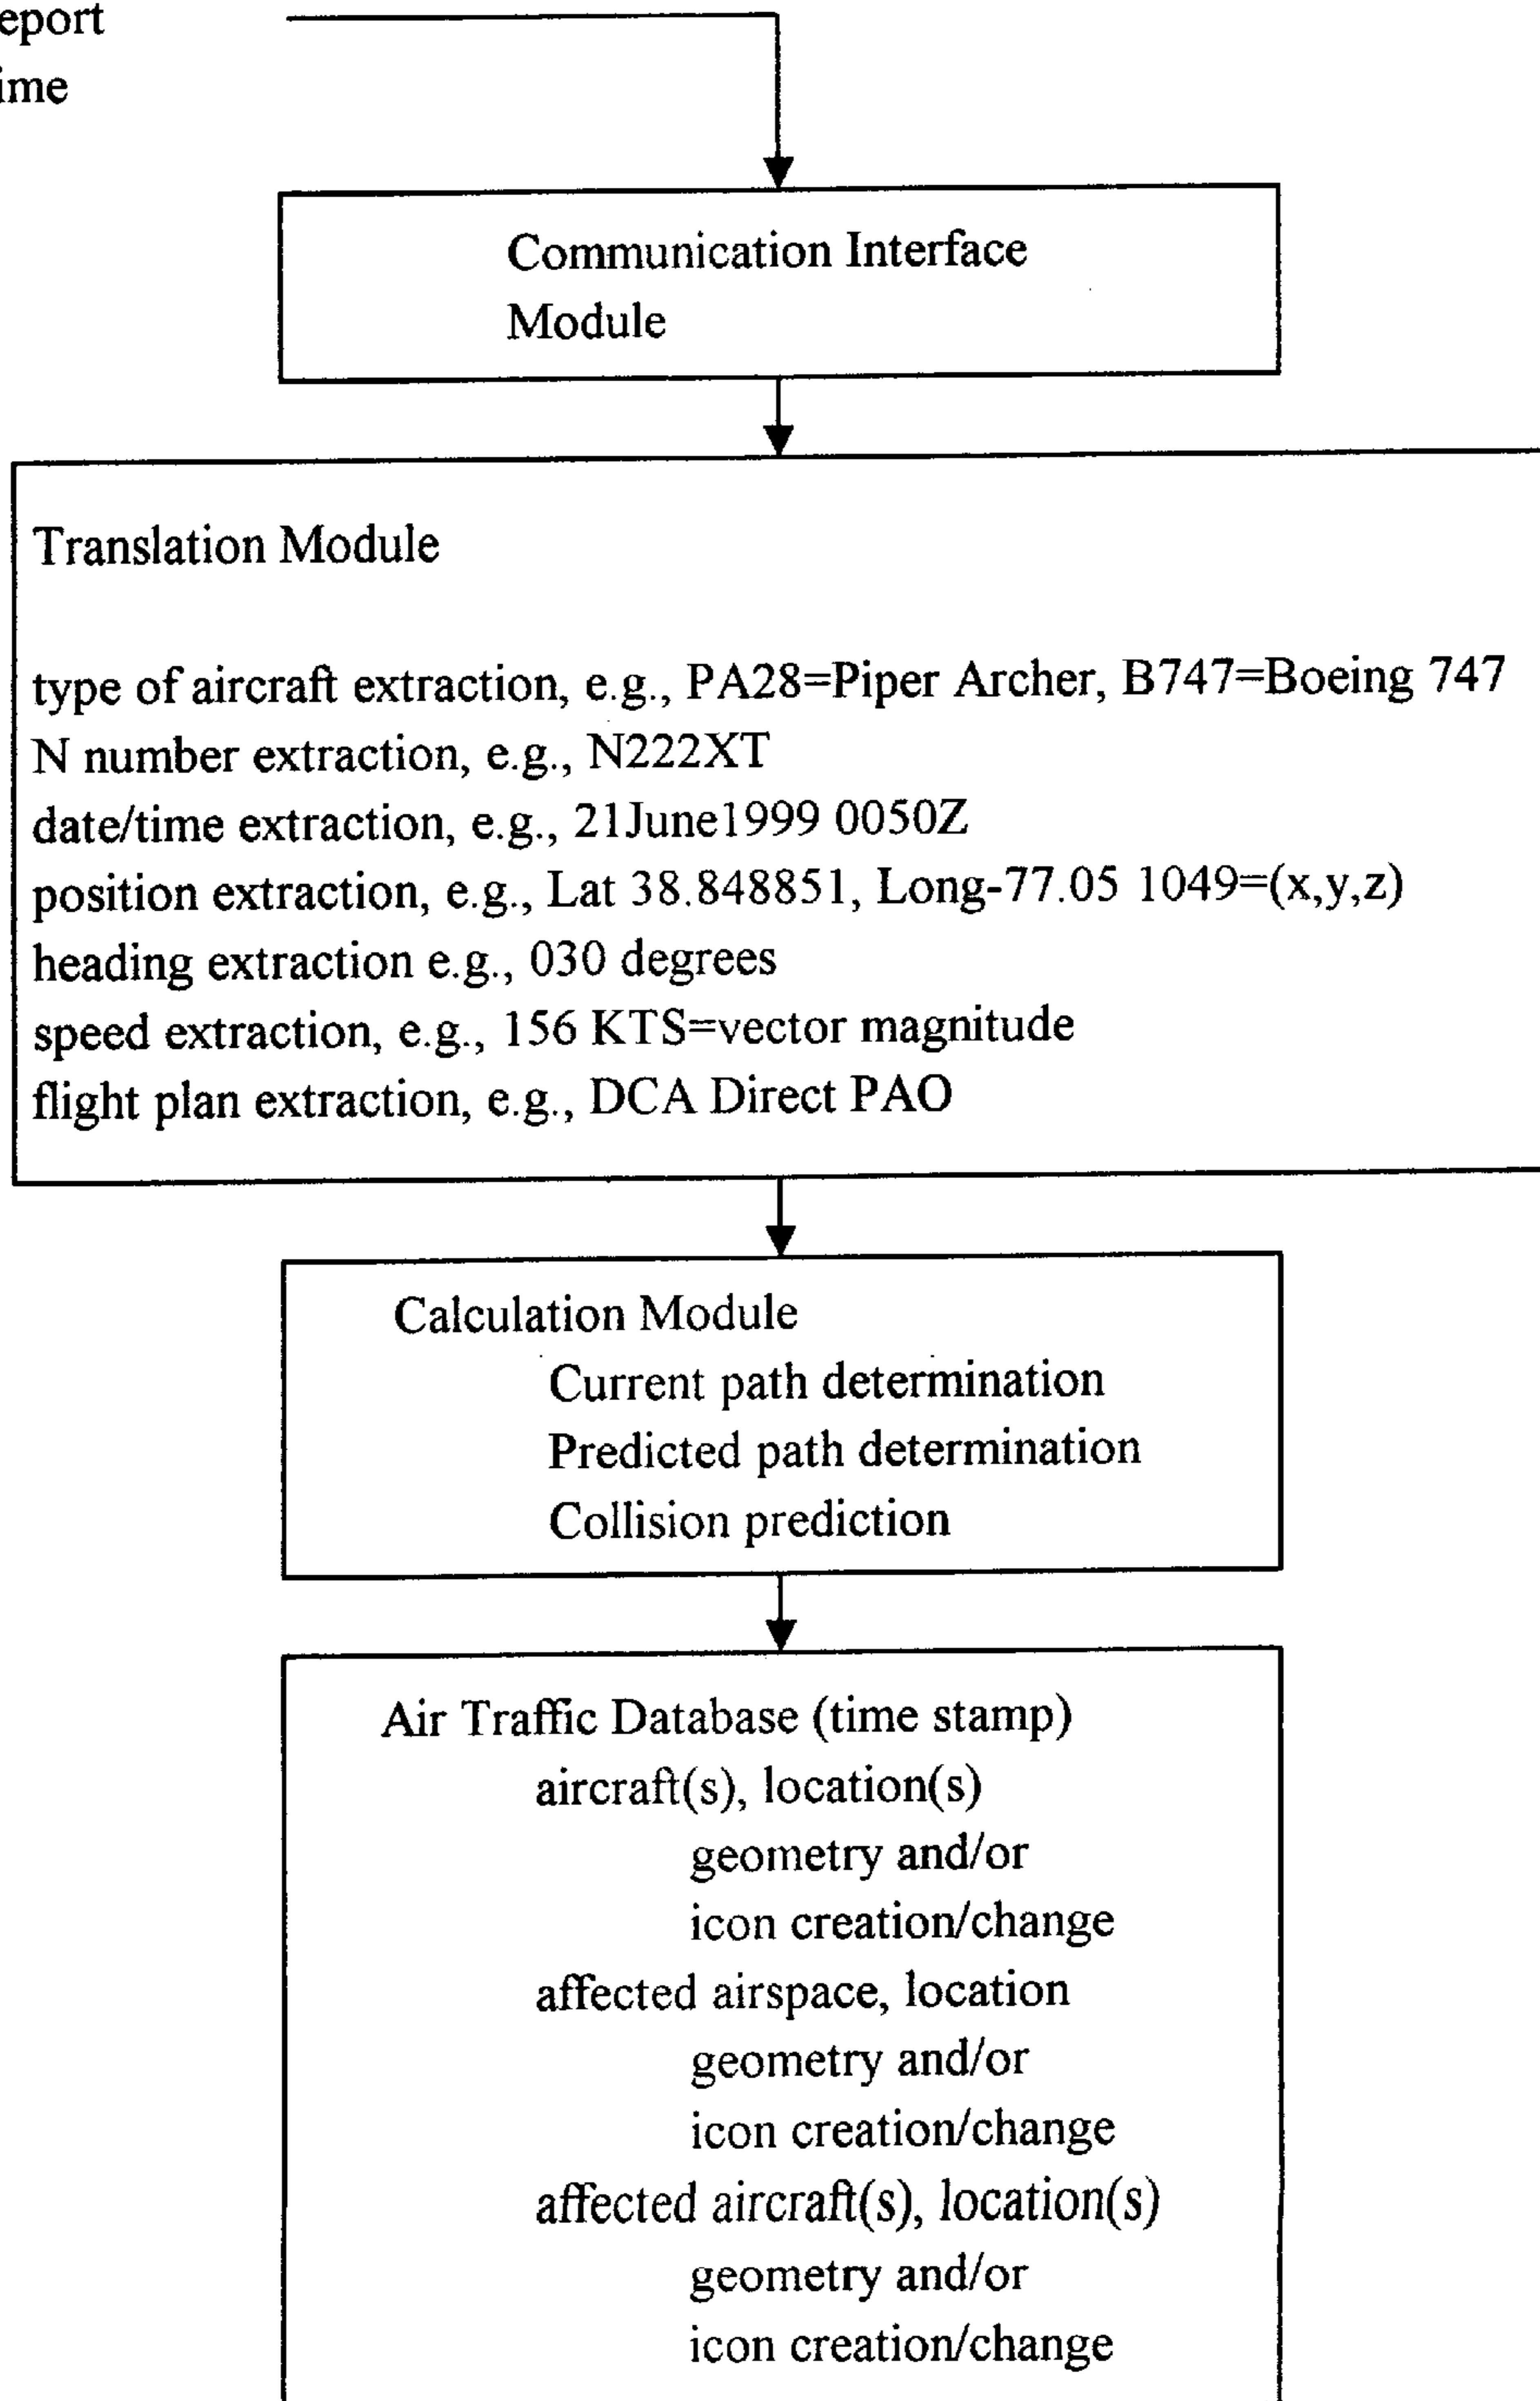 eport
ime
Communication Interface
Module
Translation Module
type of aircraft extraction, e.g., PA28=Piper Archer, B747=Boeing 747
N number extraction, e.g., N222XT
date/time extraction, e.g., 21June1999 0050Z
position extraction, e.g., Lat 38.848851, Long-77.05 1049=(x,y,z)
heading extraction e.g., 030 degrees
speed extraction, e.g., 156 KTS=vector magnitude
flight plan extraction, e.g., DCA Direct PAO
Calculation Module
Current path determination
Predicted path determination
Collision prediction
Air Traffic Database (time stamp)
aircraft(s), location(s)
geometry and/or
icon creation/change
affected airspace, location
geometry and/or
icon creation/change
affected aircraft(s), location(s)
geometry and/or
icon creation/change